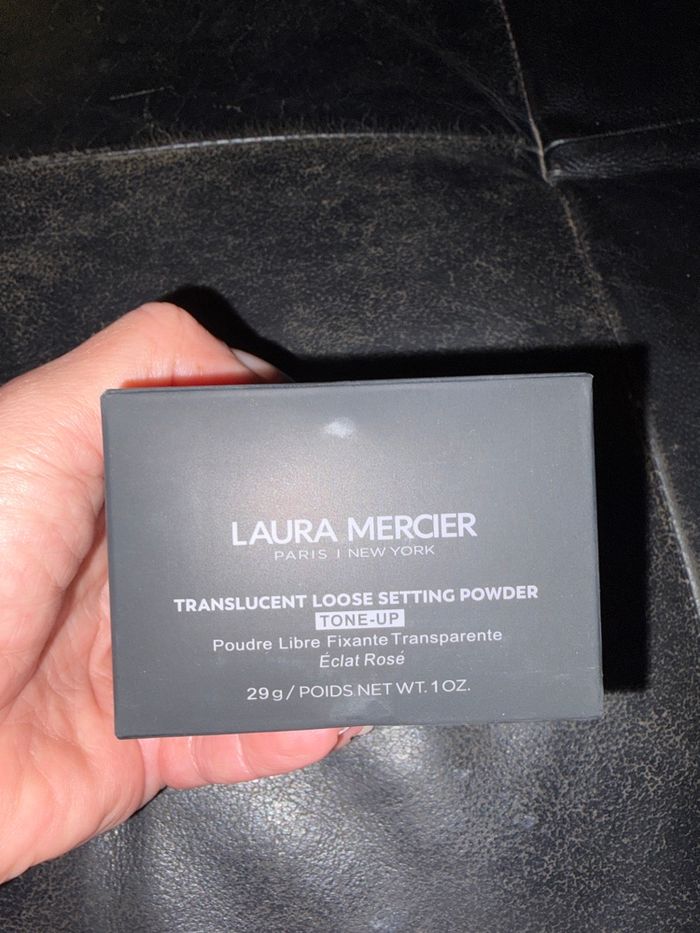 LAURA MERCIER
PARIS | NEW YORK
TRANSLUCENT LOOSE SETTING POWDER
TONE-UP
Poudre Libre Fixante Transparente
Éclat Rosé
29 g / POIDS NET WT. 1 OZ.